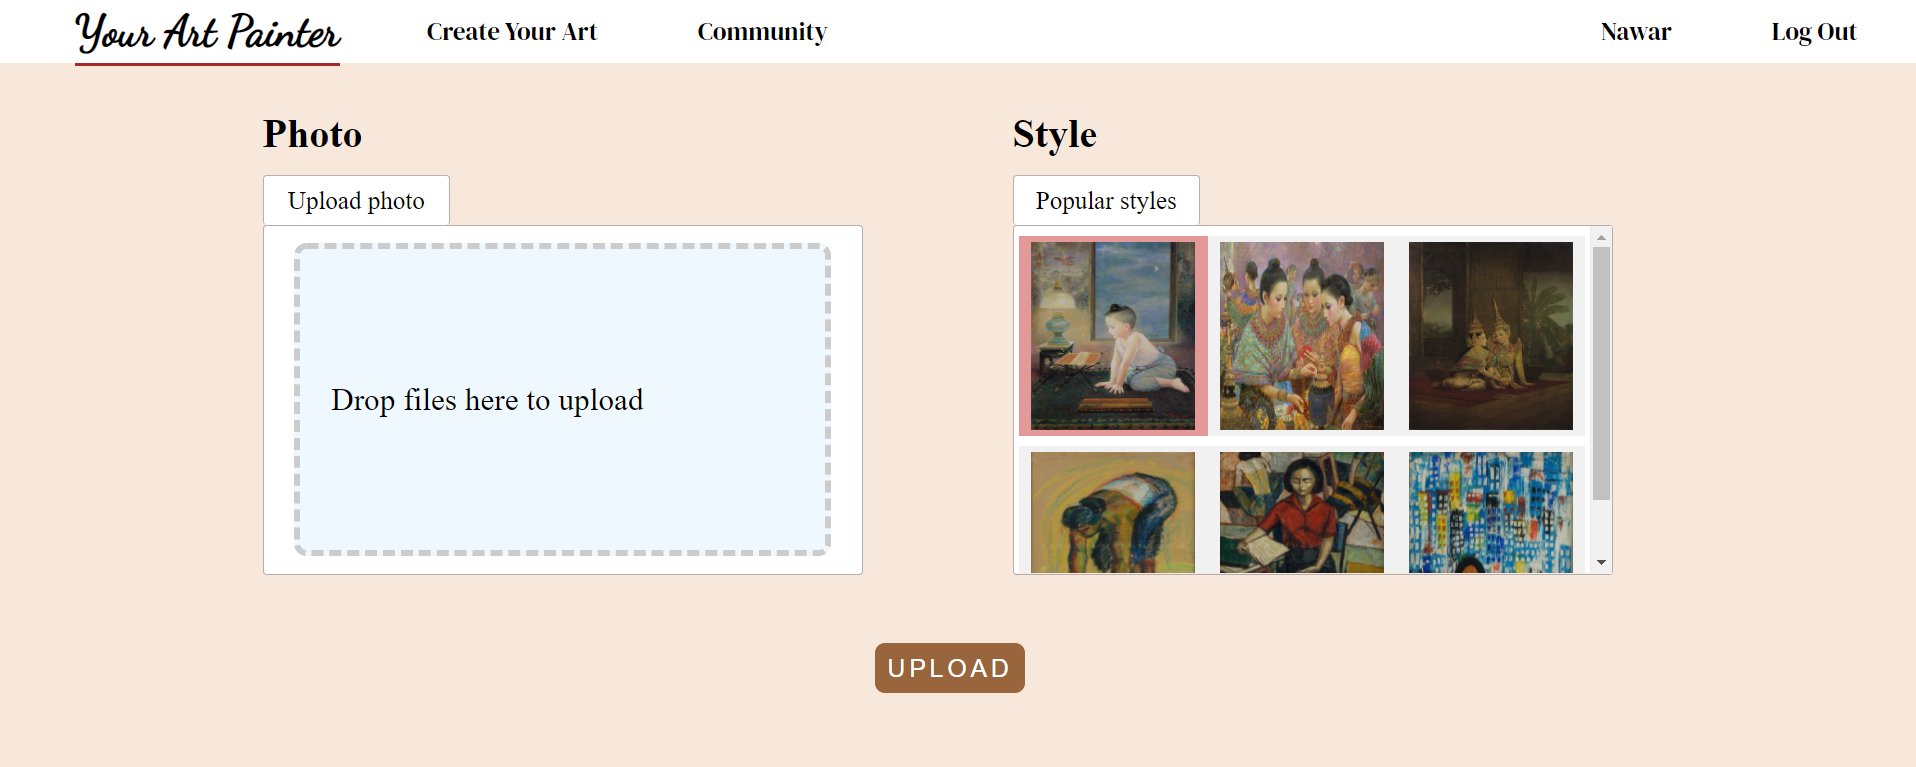 Your Art Painter
Create Your Art
Community
Nawar
Log Out
Photo
Style
Upload photo
Popular styles
Drop files here to upload
UPLOAD